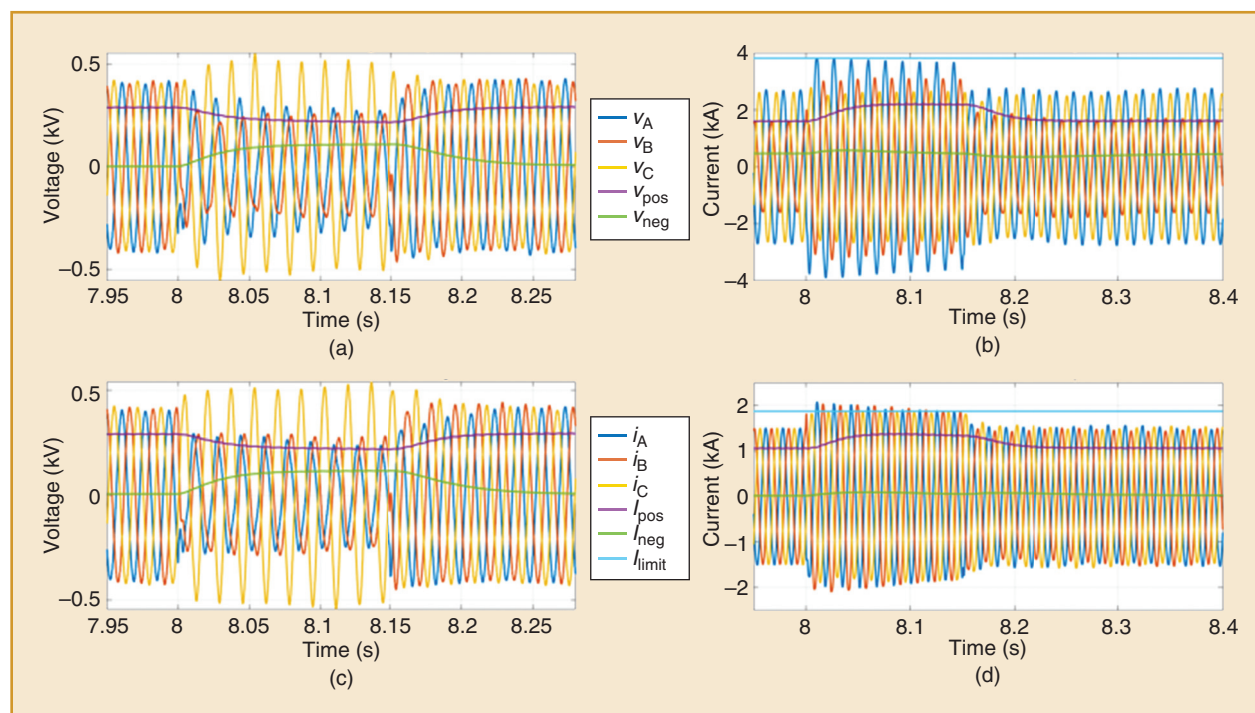 Voltage (kV)
0.5
0
–0.5
7.95 8 8.05 8.1 8.15 8.2 8.25
Time (s)
(a)
vA
vB
vC
vpos
vneg
Current (kA)
4
2
0
–2
–4
8 8.1 8.2 8.3 8.4
Time (s)
(b)
Voltage (kV)
0.5
0
–0.5
7.95 8 8.05 8.1 8.15 8.2 8.25
Time (s)
(c)
iA
iB
iC
Ipos
Ineg
Ilimit
Current (kA)
2
1
0
–1
–2
8 8.1 8.2 8.3 8.4
Time (s)
(d)